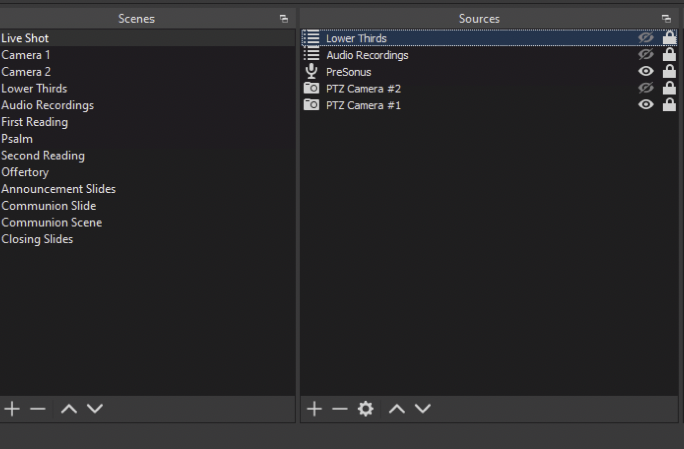 Scenes
Live Shot
Camera 1
Camera 2
Lower Thirds
Audio Recordings
First Reading
Psalm
Second Reading
Offertory
Announcement Slides
Communion Slide
Communion Scene
Closing Slides
Sources
Lower Thirds
Audio Recordings
PreSonus
PTZ Camera #2
PTZ Camera #1